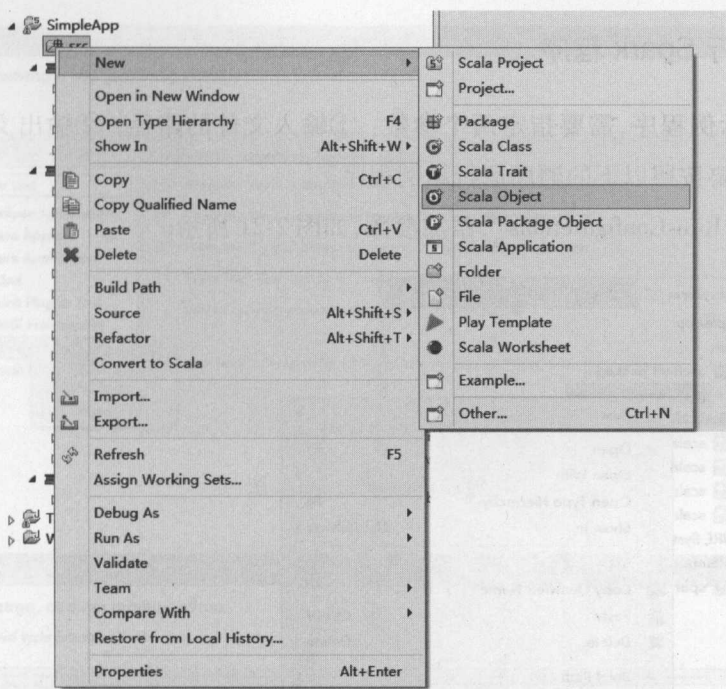 SimpleApp
src
New
Open in New Window
Open Type Hierarchy F4
Show In Alt+Shift+W
Copy Ctrl+C
Copy Qualified Name
Paste Ctrl+V
Delete Delete
Build Path
Source Alt+Shift+S
Refactor Alt+Shift+T
Convert to Scala
Import...
Export...
Refresh F5
Assign Working Sets...
Debug As
Run As
Validate
Team
Compare With
Restore from Local History...
Properties Alt+Enter
Scala Project
Project...
Package
Scala Class
Scala Trait
Scala Object
Scala Package Object
Scala Application
Folder
File
Play Template
Scala Worksheet
Example...
Other... Ctrl+N
T
W